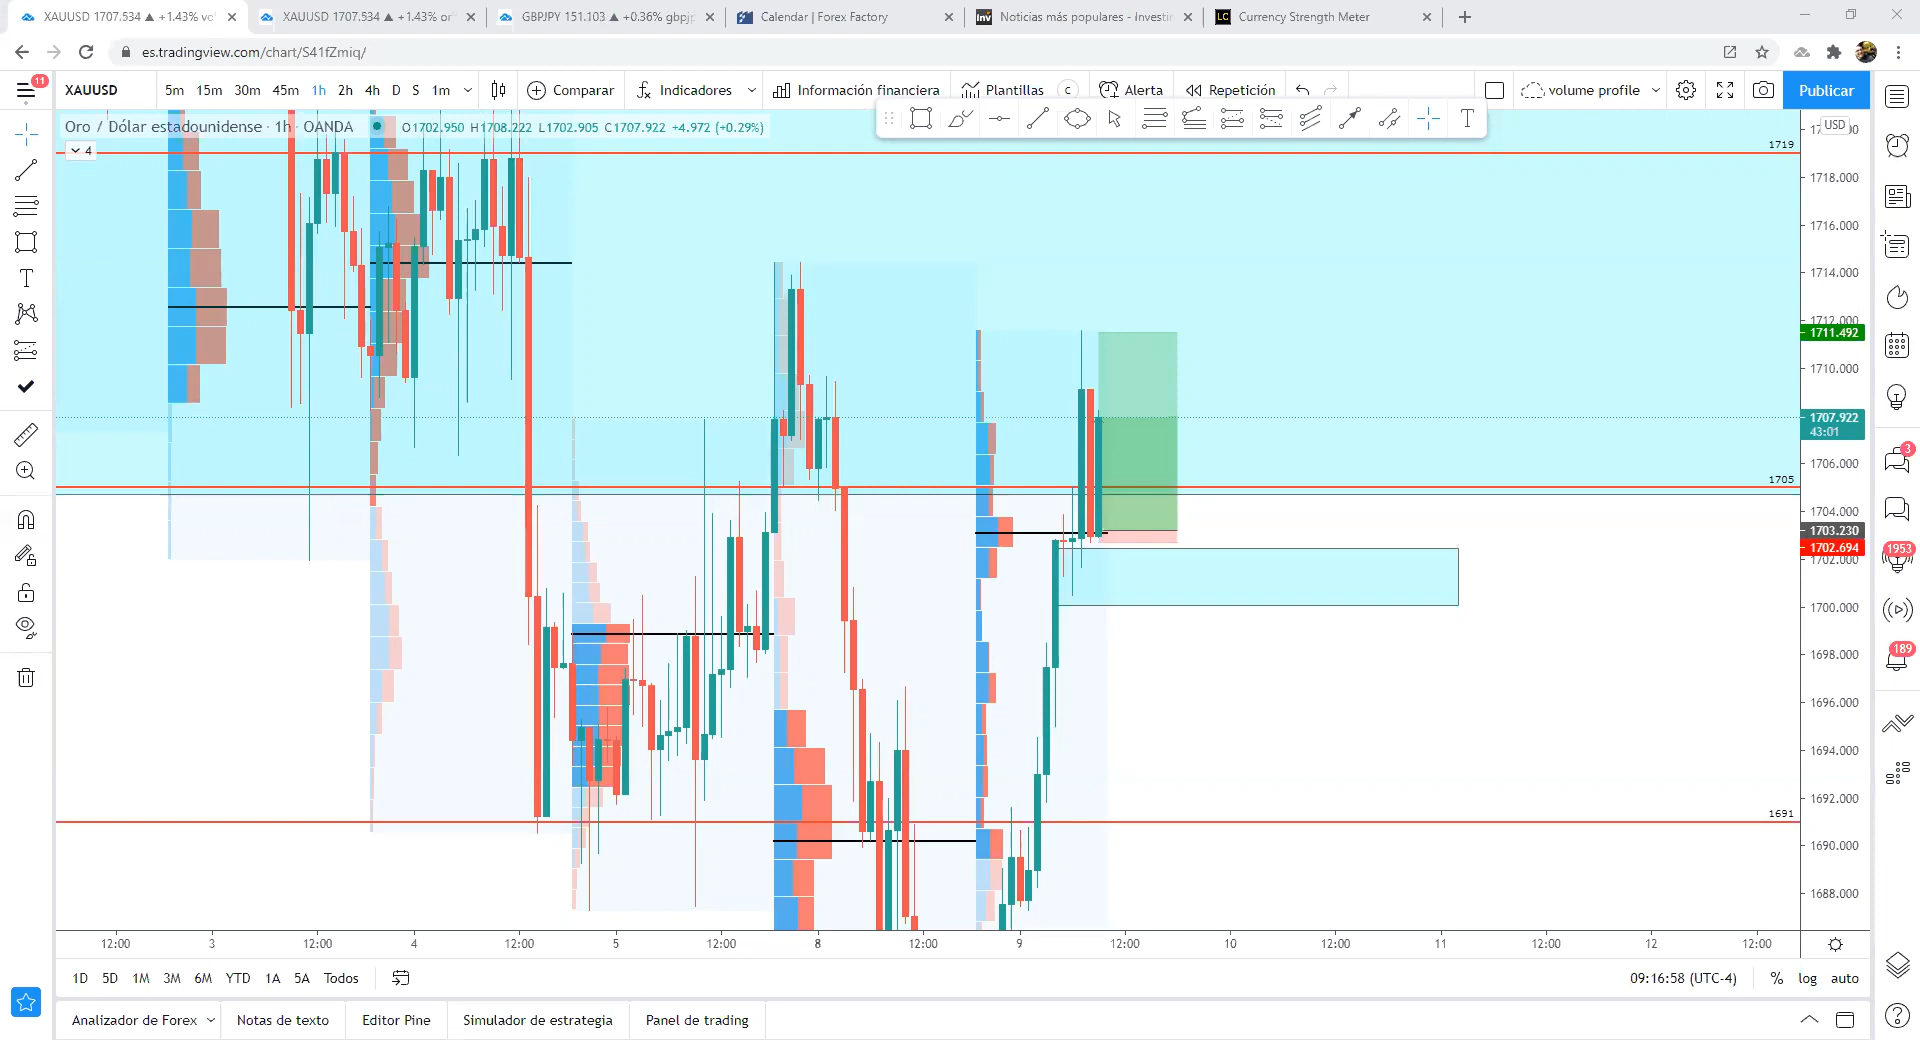 XAUUSD 1707.534 ▲ +1.43% vo
XAUUSD 1707.534 ▲ +1.43% or
GBPJPY 151.103 ▲ +0.36% gbpj
Calendar | Forex Factory
Inv
Noticias más populares - Investin
LC
Currency Strength Meter
es.tradingview.com/chart/S41fZmiq/
11
XAUUSD
5m 15m 30m 45m 1h 2h 4h D S 1m
Comparar
Indicadores
Información financiera
Plantillas
C
Alerta
Repetición
volume profile
Publicar
Oro / Dólar estadounidense · 1h · OANDA
O1702.950 H1708.222 L1702.905 C1707.922 +4.972 (+0.29%)
4
T
T
USD
1719
1718.000
1716.000
1714.000
1712.000
1711.492
1710.000
1707.922
43:01
1706.000
1705
1704.000
1703.230
1702.694
1700.000
1698.000
1696.000
1694.000
1692.000
1691
1690.000
1688.000
3
1953
189
12:00 3 12:00 4 12:00 5 12:00 8 12:00 9 12:00 10 12:00 11 12:00 12 12:00
1D 5D 1M 3M 6M YTD 1A 5A Todos
09:16:58 (UTC-4)
% log auto
Analizador de Forex
Notas de texto
Editor Pine
Simulador de estrategia
Panel de trading